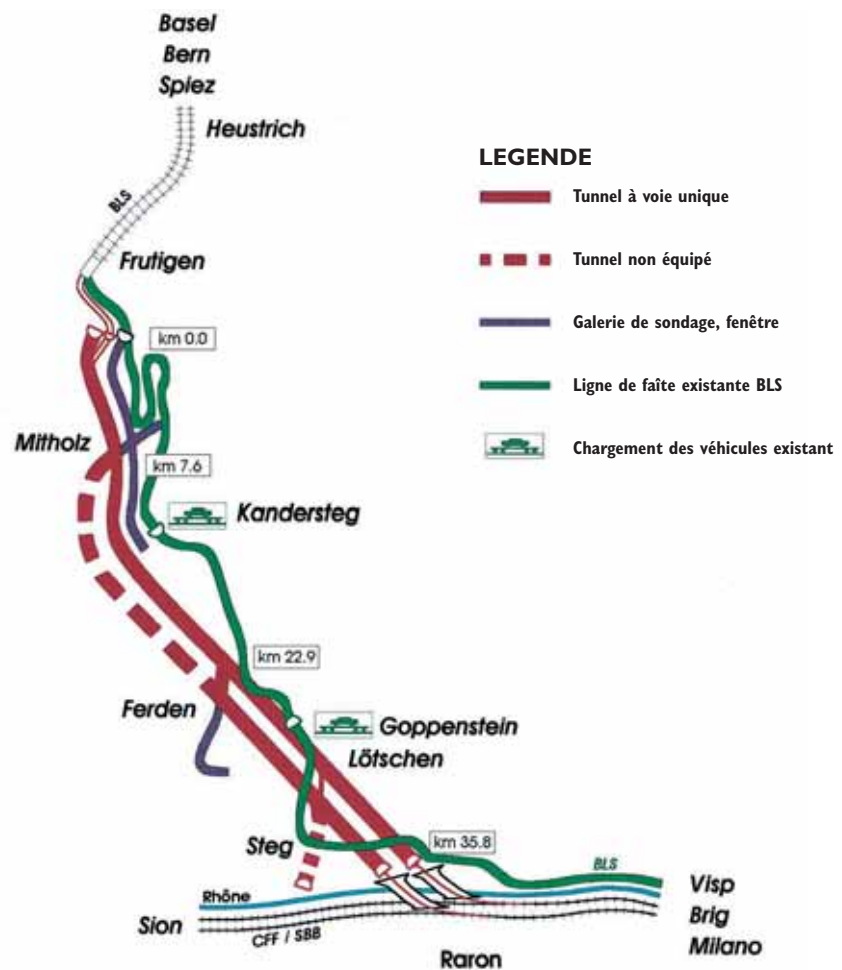 Basel
Bern
Spiez
Heustrich
BLS
Frutigen
LEGENDE
Tunnel à voie unique
Tunnel non équipé
Galerie de sondage, fenêtre
Ligne de faîte existante BLS
Chargement des véhicules existant
km 0.0
Mitholz
km 7.6
Kandersteg
km 22.9
Ferden
Goppenstein
Lötschen
km 35.8
Steg
BLS
Rhône
Visp
Brig
Milano
Sion
CFF / SBB
Raron